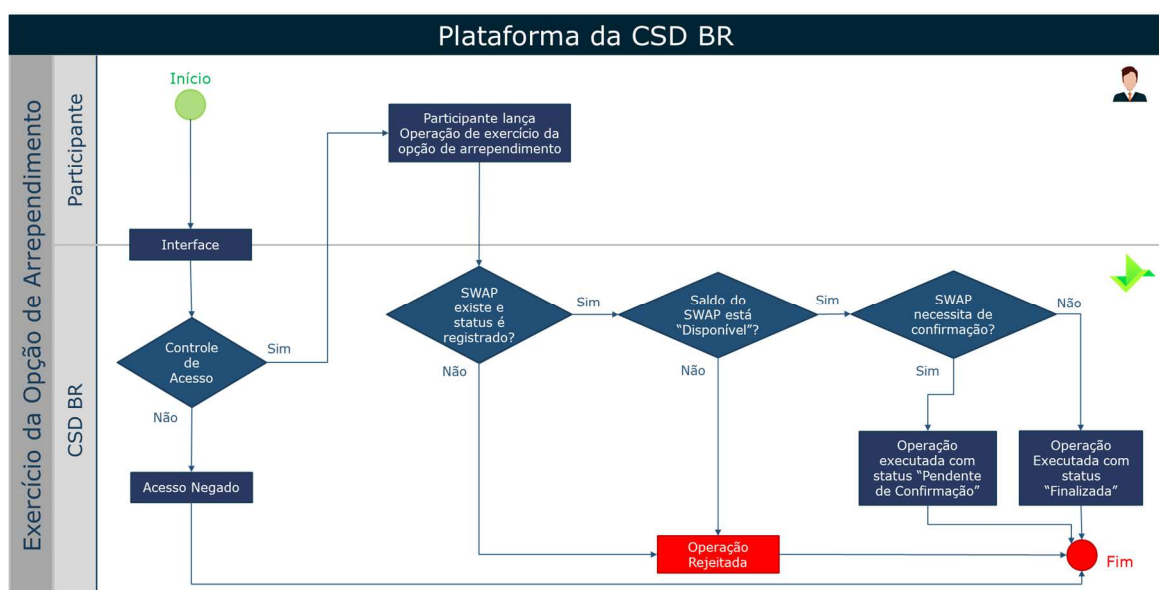 Plataforma da CSD BR
Exercício da Opção de Arrependimento
Participante
CSD BR
Início
Participante lança
Operação de exercício da
opção de arrependimento
Interface
Controle
de
Acesso
Sim
Não
Acesso Negado
SWAP
existe e
status é
registrado?
Sim
Não
Saldo do
SWAP está
“Disponível”?
Sim
Não
SWAP
necessita de
confirmação?
Não
Sim
Operação
executada com
status “Pendente
de Confirmação”
Operação
Executada com
status
“Finalizada”
Operação
Rejeitada
Fim